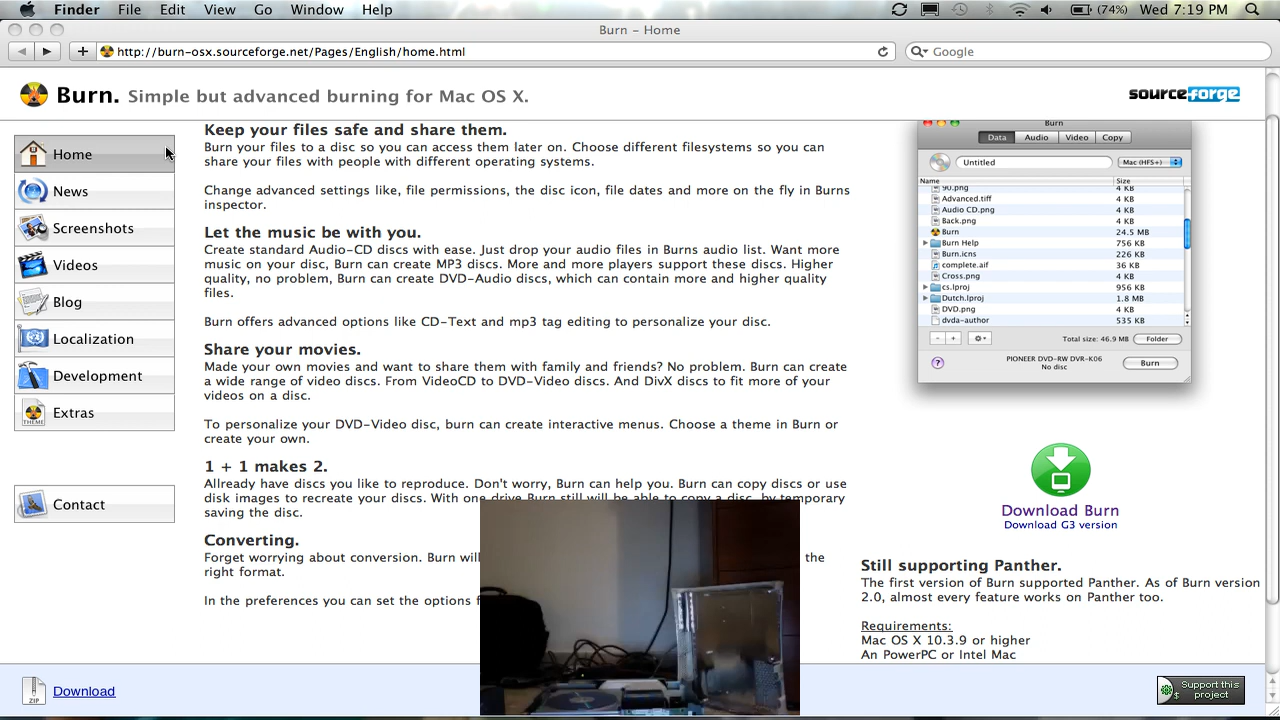 Finder File Edit View Go Window Help (74%) Wed 7:19 PM
Burn – Home
http://burn-osx.sourceforge.net/Pages/English/home.html Google
Burn. Simple but advanced burning for Mac OS X. sourceforge
Home
News
Screenshots
Videos
Blog
Localization
Development
Extras
Contact
Keep your files safe and share them.
Burn your files to a disc so you can access them later on. Choose different filesystems so you can
share your files with people with different operating systems.
Change advanced settings like, file permissions, the disc icon, file dates and more on the fly in Burns
inspector.
Let the music be with you.
Create standard Audio-CD discs with ease. Just drop your audio files in Burns audio list. Want more
music on your disc, Burn can create MP3 discs. More and more players support these discs. Higher
quality, no problem, Burn can create DVD-Audio discs, which can contain more and higher quality
files.
Burn offers advanced options like CD-Text and mp3 tag editing to personalize your disc.
Share your movies.
Made your own movies and want to share them with family and friends? No problem. Burn can create
a wide range of video discs. From VideoCD to DVD-Video discs. And DivX discs to fit more of your
videos on a disc.
To personalize your DVD-Video disc, burn can create interactive menus. Choose a theme in Burn or
create your own.
1 + 1 makes 2.
Allready have discs you like to reproduce. Don't worry, Burn can help you. Burn can copy discs or use
disk images to recreate your discs. With one drive Burn still will be able to copy a disc, by temporary
saving the disc.
Converting.
Forget worrying about conversion. Burn wil the
right format.
In the preferences you can set the options
Burn
Data Audio Video Copy
Untitled Mac (HFS+)
Name Size
90.png 4 KB
Advanced.tiff 4 KB
Audio CD.png 4 KB
Back.png 4 KB
Burn 24.5 MB
Burn Help 756 KB
Burn.icns 226 KB
complete.aif 36 KB
Cross.png 4 KB
cs.lproj 956 KB
Dutch.lproj 1.8 MB
DVD.png 4 KB
dvda-author 535 KB
Total size: 46.9 MB Folder
PIONEER DVD-RW DVR-K06
No disc
? Burn
Download Burn
Download G3 version
Still supporting Panther.
The first version of Burn supported Panther. As of Burn version
2.0, almost every feature works on Panther too.
Requirements:
Mac OS X 10.3.9 or higher
An PowerPC or Intel Mac
ZIP Download
Support this
project